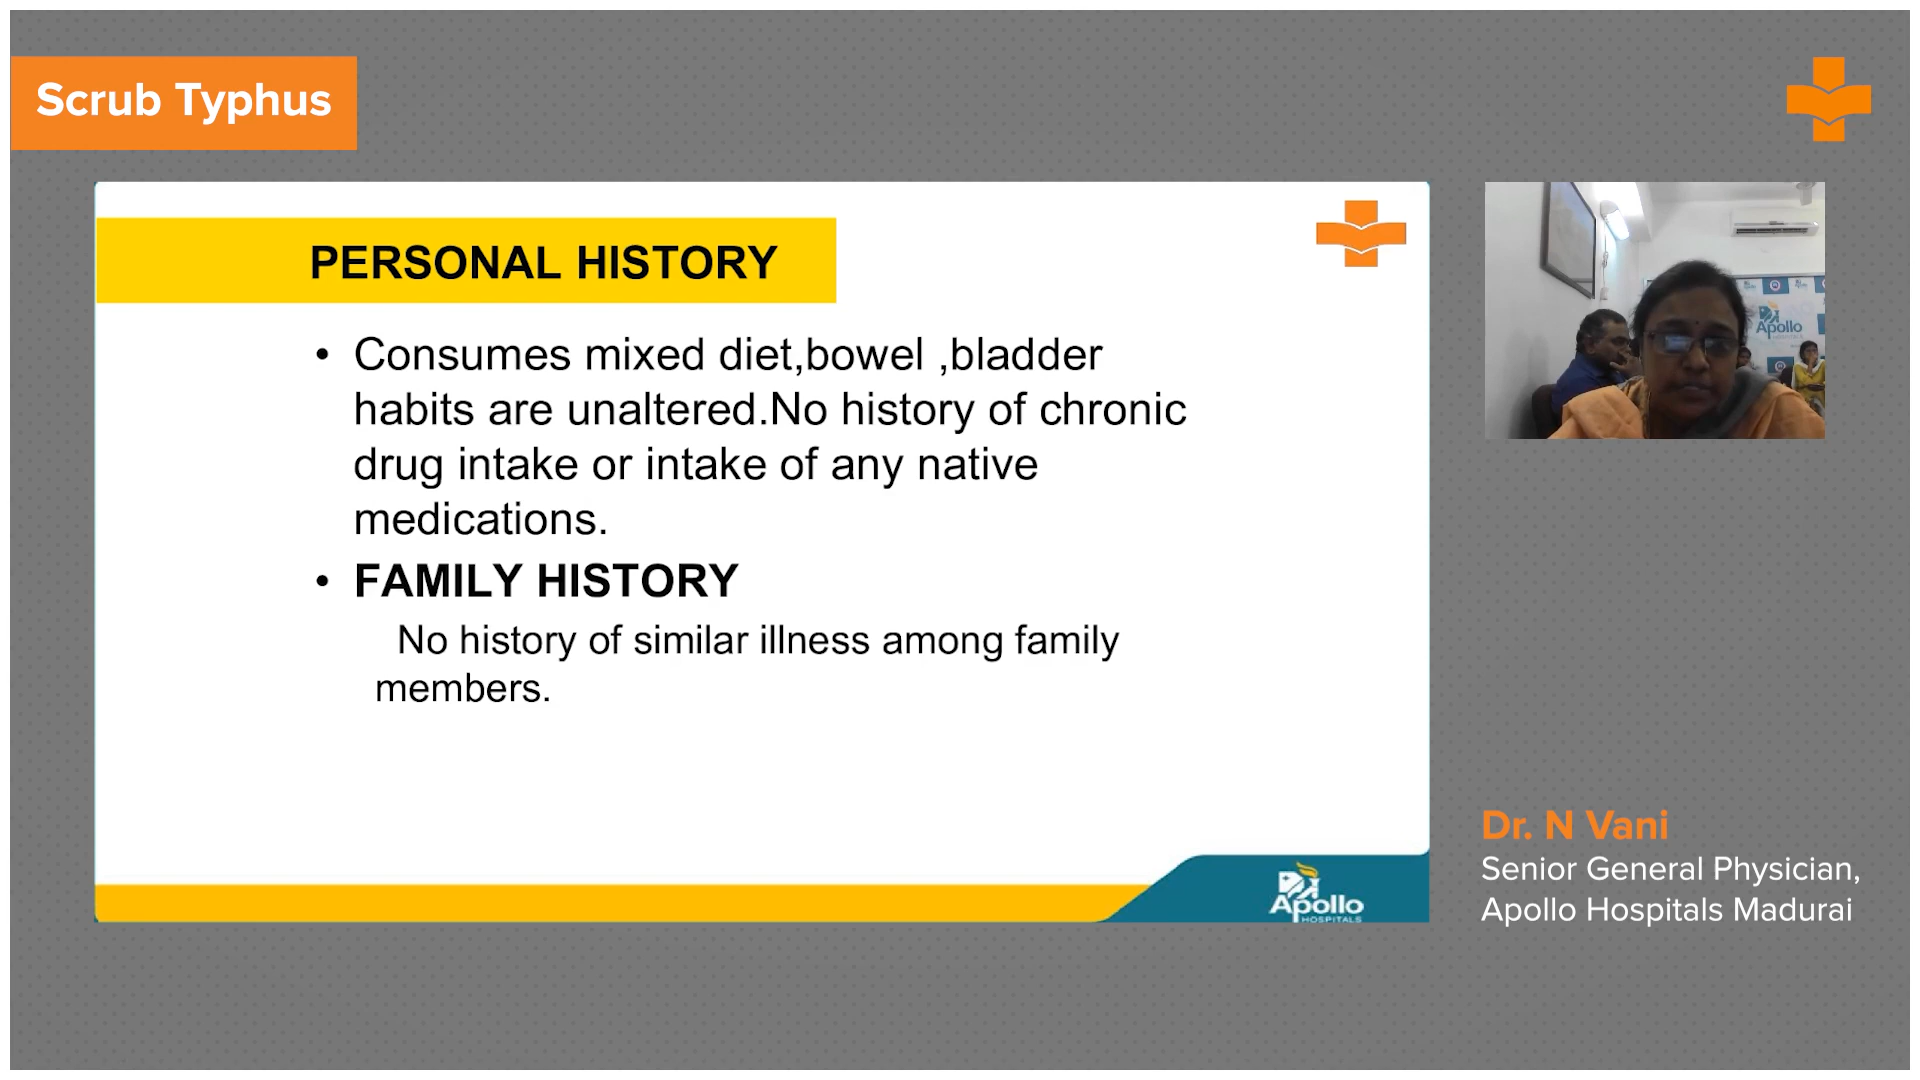 Scrub Typhus
PERSONAL HISTORY
• Consumes mixed diet,bowel ,bladder
habits are unaltered.No history of chronic
drug intake or intake of any native
medications.
• FAMILY HISTORY
No history of similar illness among family
members.
Apollo
HOSPITALS
Apollo
Dr. N Vani
Senior General Physician,
Apollo Hospitals Madurai